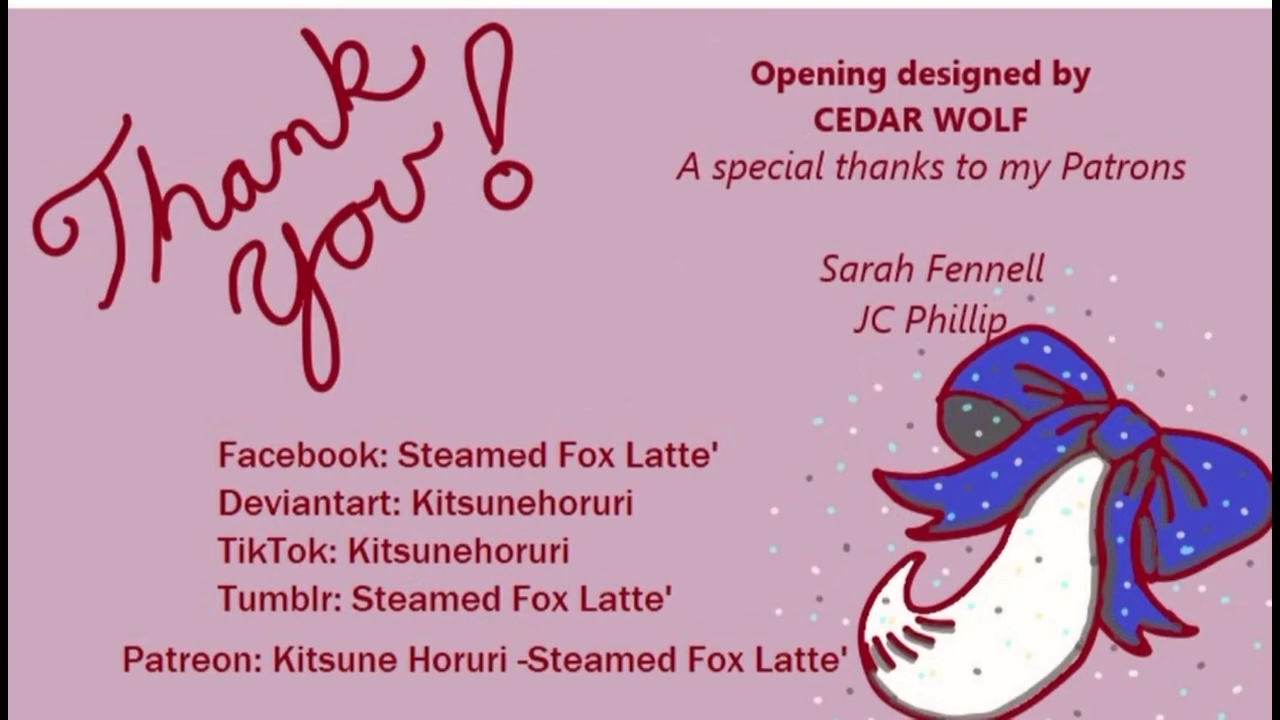 Thank
You!
Opening designed by
CEDAR WOLF
A special thanks to my Patrons
Sarah Fennell
JC Phillip
Facebook: Steamed Fox Latte'
Deviantart: Kitsunehoruri
TikTok: Kitsunehoruri
Tumblr: Steamed Fox Latte'
Patreon: Kitsune Horuri -Steamed Fox Latte'